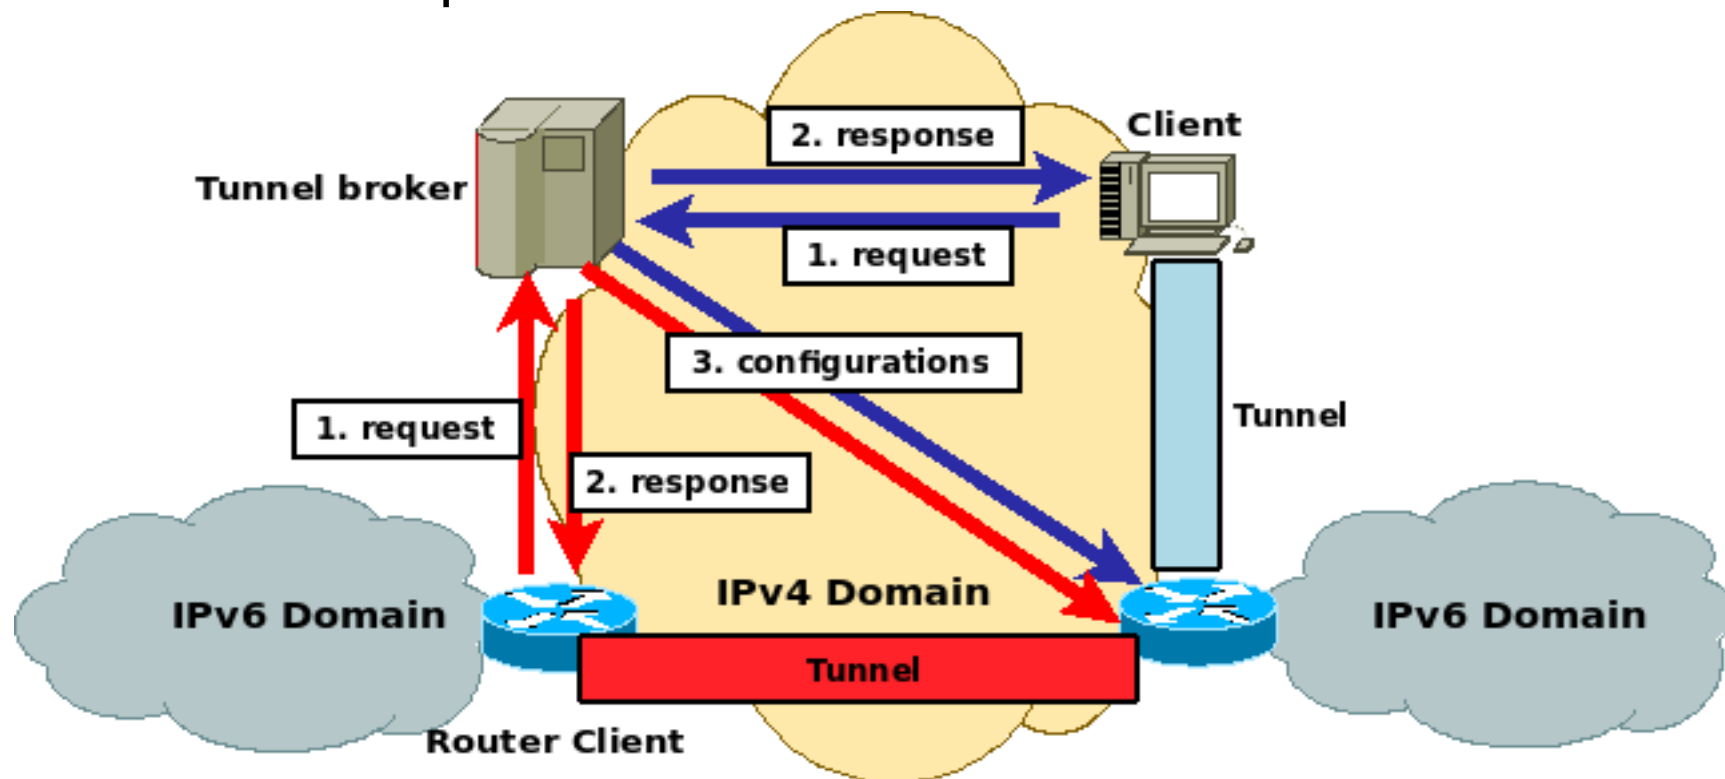 2. response
Client
Tunnel broker
1. request
3. configurations
Tunnel
1. request
2. response
IPv4 Domain
IPv6 Domain
IPv6 Domain
Tunnel
Router Client